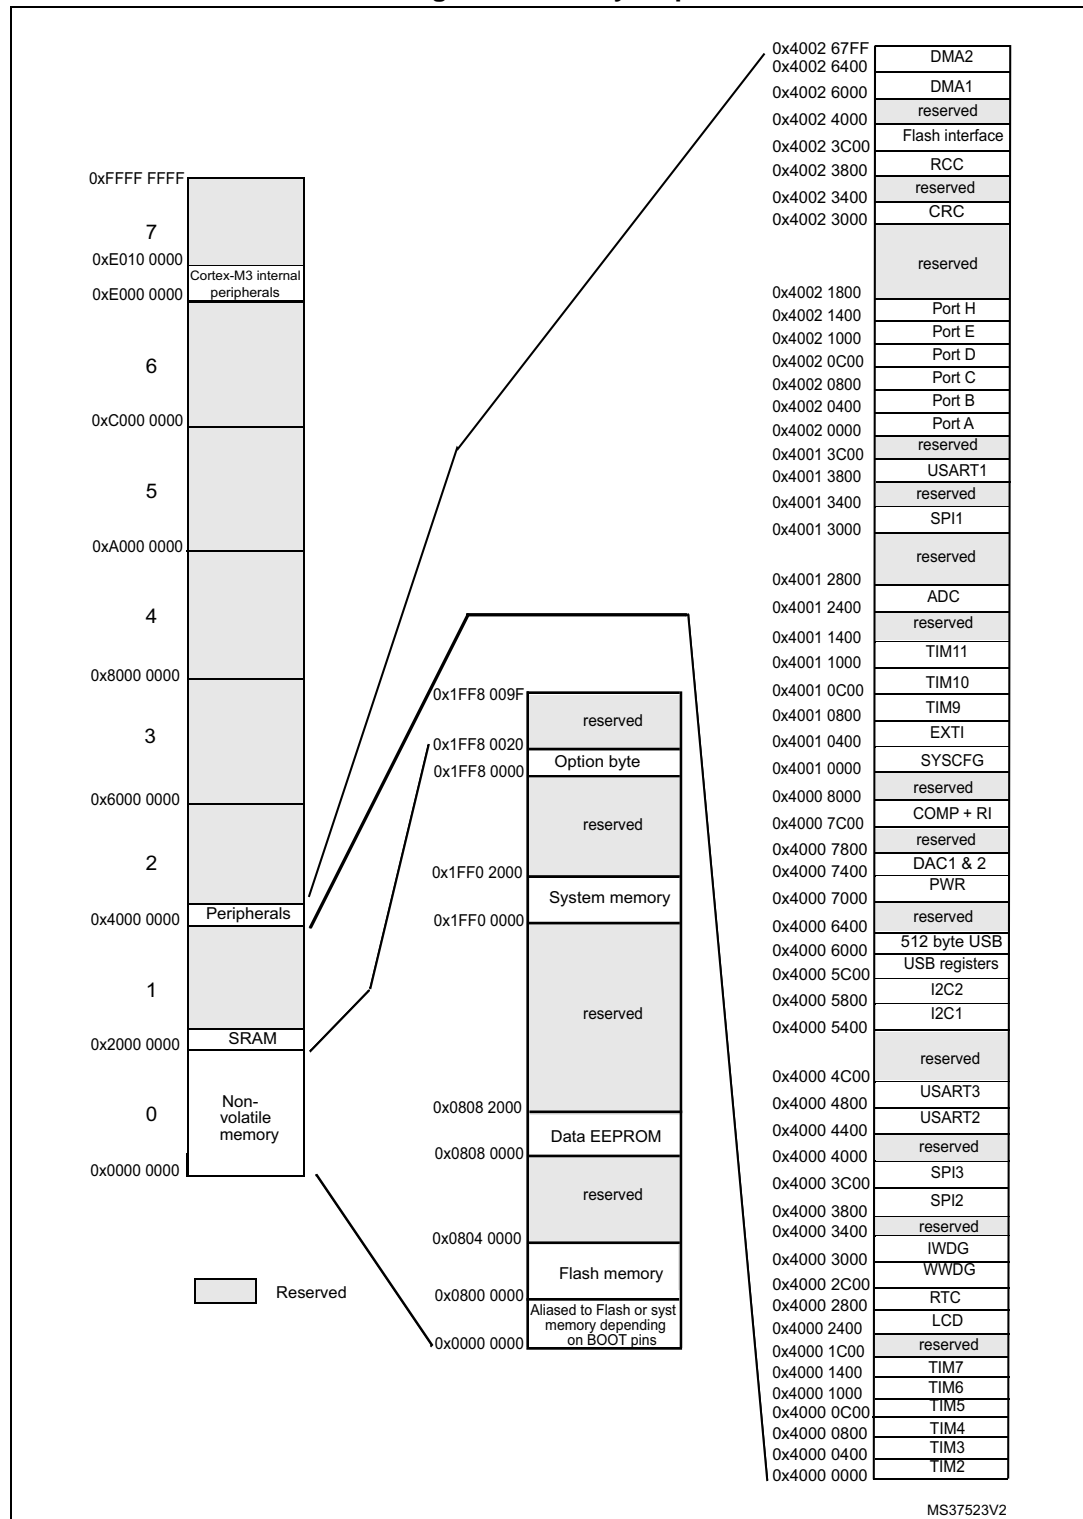 0xFFFF FFFF
7
0xE010 0000
Cortex-M3 internal
peripherals
0xE000 0000
6
0xC000 0000
5
0xA000 0000
4
0x8000 0000
3
0x6000 0000
2
Peripherals
0x4000 0000
1
SRAM
0x2000 0000
0
Non-
volatile
memory
0x0000 0000
Reserved
0x1FF8 009F
reserved
0x1FF8 0020
Option byte
0x1FF8 0000
reserved
0x1FF0 2000
System memory
0x1FF0 0000
reserved
0x0808 2000
Data EEPROM
0x0808 0000
reserved
0x0804 0000
Flash memory
0x0800 0000
Aliased to Flash or syst
memory depending
on BOOT pins
0x0000 0000
0x4002 67FF
DMA2
0x4002 6400
DMA1
0x4002 6000
reserved
0x4002 4000
Flash interface
0x4002 3C00
RCC
0x4002 3800
reserved
0x4002 3400
CRC
0x4002 3000
reserved
0x4002 1800
Port H
0x4002 1400
Port E
0x4002 1000
Port D
0x4002 0C00
Port C
0x4002 0800
Port B
0x4002 0400
Port A
0x4002 0000
reserved
0x4001 3C00
USART1
0x4001 3800
reserved
0x4001 3400
SPI1
0x4001 3000
reserved
0x4001 2800
ADC
0x4001 2400
reserved
0x4001 1400
TIM11
0x4001 1000
TIM10
0x4001 0C00
TIM9
0x4001 0800
EXTI
0x4001 0400
SYSCFG
0x4001 0000
reserved
0x4000 8000
COMP + RI
0x4000 7C00
reserved
0x4000 7800
DAC1 & 2
0x4000 7400
PWR
0x4000 7000
reserved
0x4000 6400
512 byte USB
0x4000 6000
USB registers
0x4000 5C00
I2C2
0x4000 5800
I2C1
0x4000 5400
reserved
0x4000 4C00
USART3
0x4000 4800
USART2
0x4000 4400
reserved
0x4000 4000
SPI3
0x4000 3C00
SPI2
0x4000 3800
reserved
0x4000 3400
IWDG
0x4000 3000
WWDG
0x4000 2C00
RTC
0x4000 2800
LCD
0x4000 2400
reserved
0x4000 1C00
TIM7
0x4000 1400
TIM6
0x4000 1000
TIM5
0x4000 0C00
TIM4
0x4000 0800
TIM3
0x4000 0400
TIM2
0x4000 0000
MS37523V2